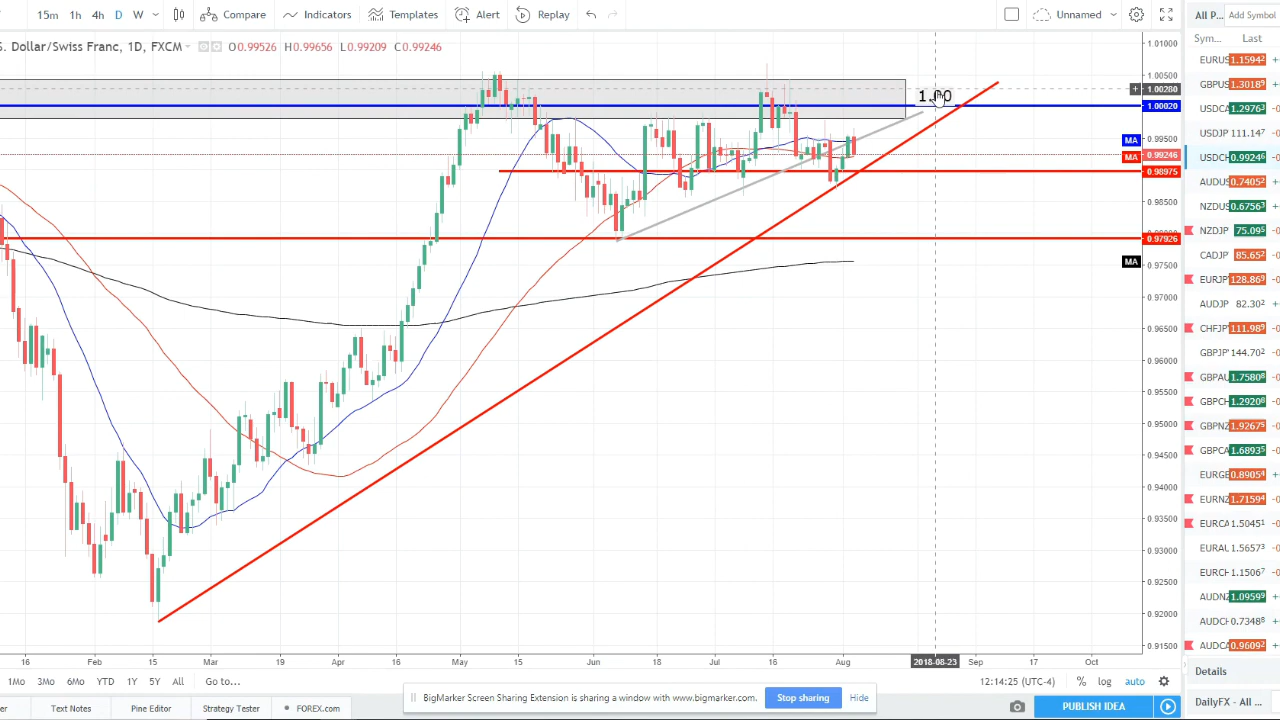 15m 1h 4h D W Compare Indicators Templates Alert Replay Unnamed All P... Add Symbol
S. Dollar/Swiss Franc, 1D, FXCM O0.99526 H0.99656 L0.99209 C0.99246
Sym... Last
1.01000
1.00500
1.00280
1.00020
1.00
0.99500
0.99246
0.98975
0.98500
0.97926
0.97500
0.97000
0.96500
0.96000
0.95500
0.95000
0.94500
0.94000
0.93500
0.93000
0.92500
0.92000
0.91500
MA
MA
MA
EURUS 1.15942
GBPUS 1.30189
USDCA 1.29763
USDJP 111.147
USDCH 0.99246
AUDUS 0.74052
NZDUS 0.67563
NZDJP 75.095
CADJP 85.652
EURJP 128.869
AUDJP 82.302
CHFJP 111.989
GBPJP 144.702
GBPAU 1.75808
GBPCH 1.29208
GBPNZ 1.92675
GBPCA 1.68935
EURGE 0.89054
EURNZ 1.71594
EURCA 1.50451
EURAU 1.56573
EURCH 1.15067
AUDNZ 1.09599
AUDCH 0.73488
AUDCA 0.96092
16 Feb 15 Mar 19 Apr 16 May 15 Jun 18 Jul 16 Aug 2018-08-23 Sep 17 Oct
1Mo 3Mo 6Mo YTD 1Y 5Y All Go to... 12:14:25 (UTC-4) % log auto
Details
BigMarker Screen Sharing Extension is sharing a window with www.bigmarker.com. Stop sharing Hide
Strategy Tester FOREX.com PUBLISH IDEA DailyFX - All ...